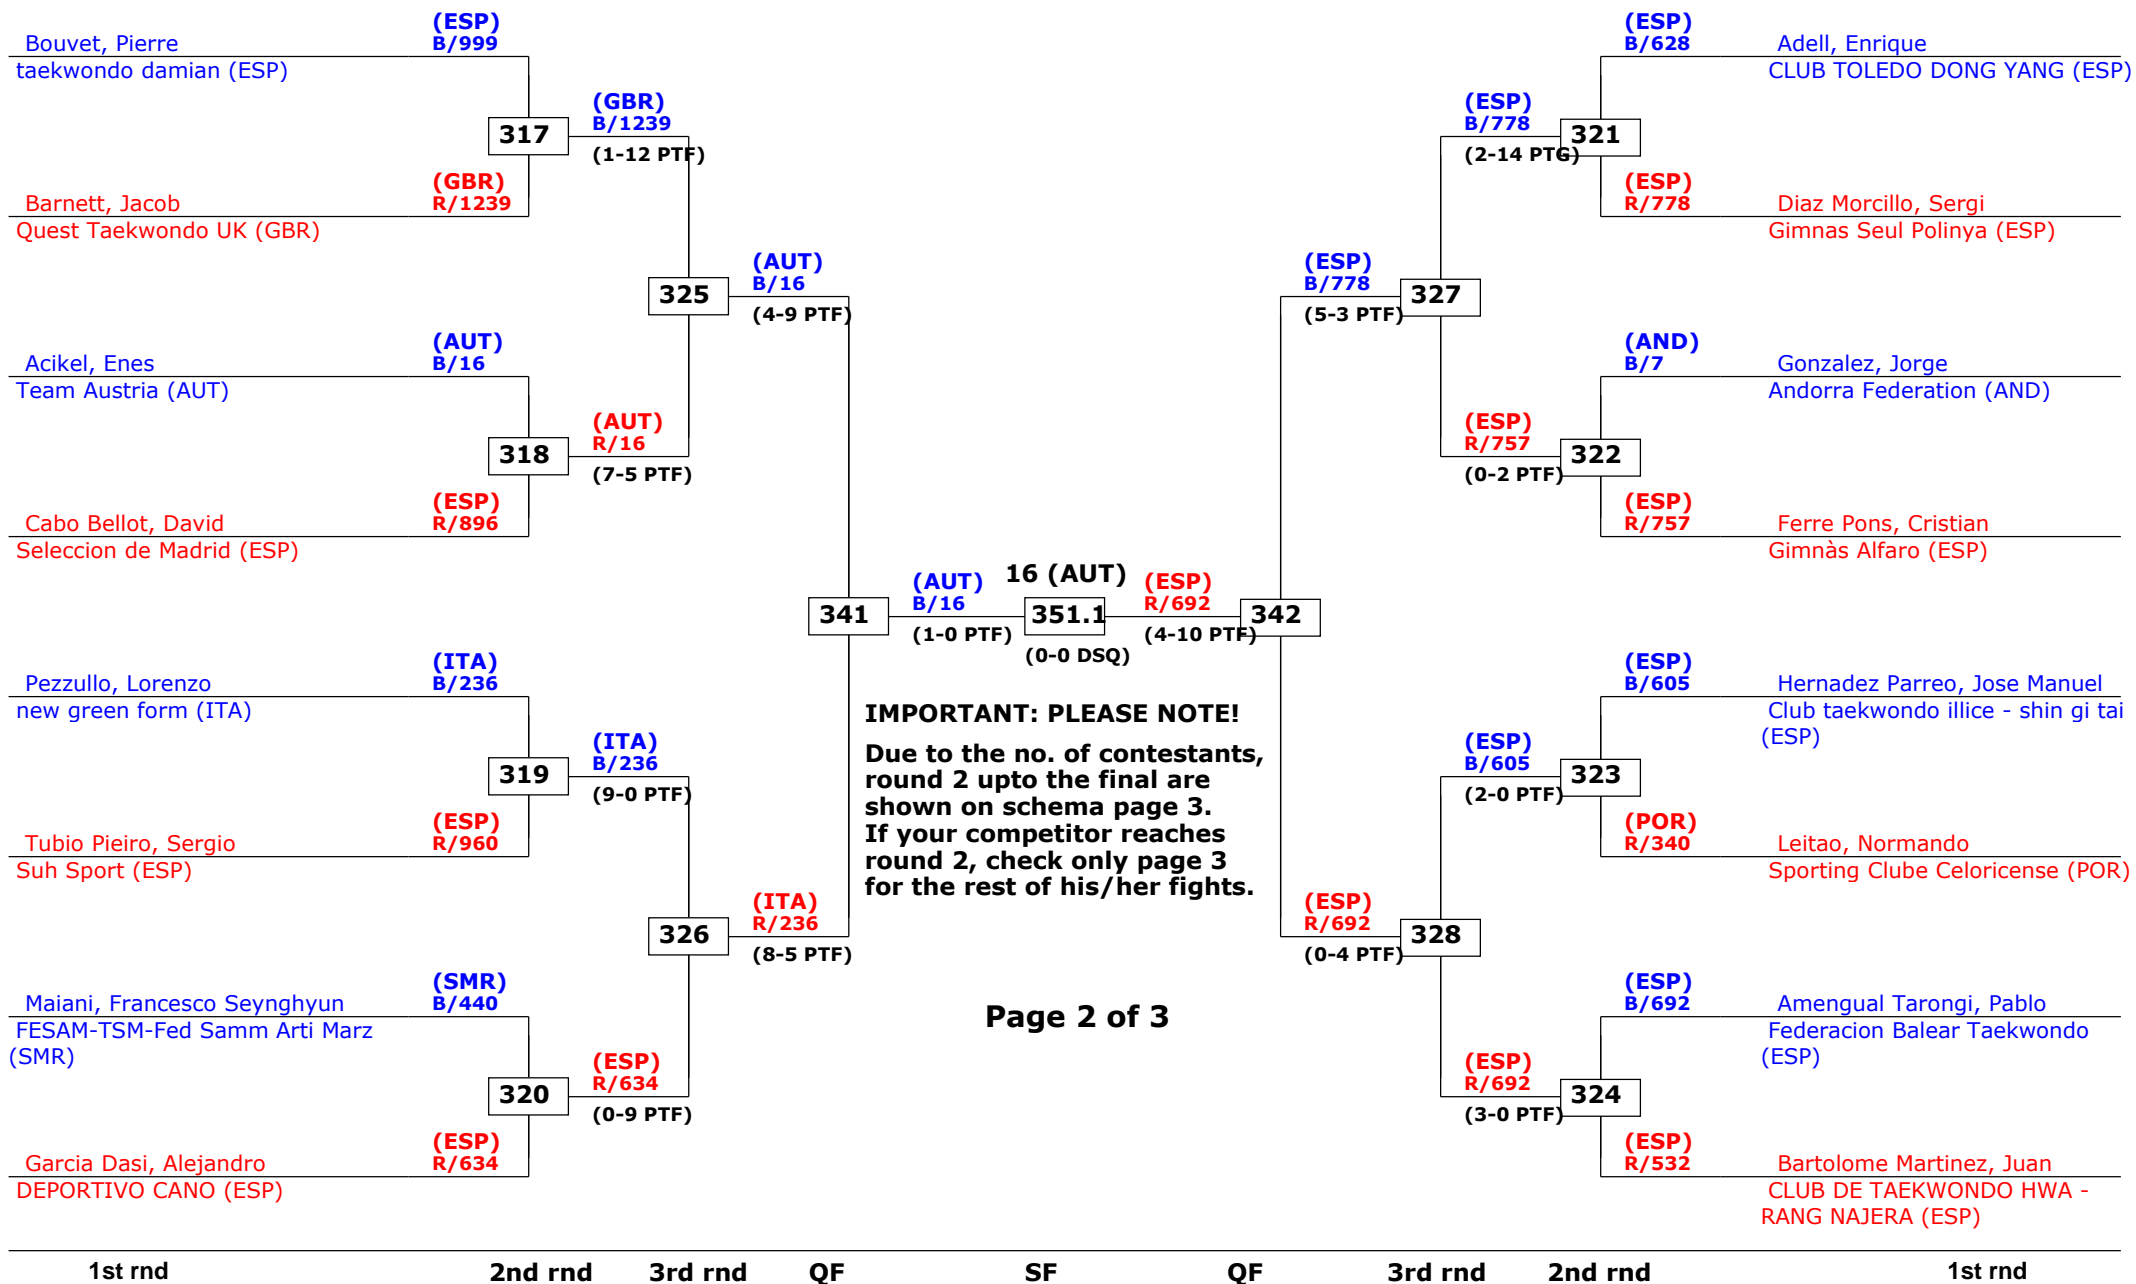 (ESP)
Bouvet, Pierre B/999
taekwondo damian (ESP)
(GBR)
B/1239
317
(1-12 PTF)
(GBR)
Barnett, Jacob R/1239
Quest Taekwondo UK (GBR)
(AUT)
B/16
325
(4-9 PTF)
(AUT)
Acikel, Enes B/16
Team Austria (AUT)
(AUT)
R/16
318
(7-5 PTF)
(ESP)
Cabo Bellot, David R/896
Seleccion de Madrid (ESP)
341
(AUT)
B/16
(1-0 PTF)
(ITA)
Pezzullo, Lorenzo B/236
new green form (ITA)
(ITA)
B/236
319
(9-0 PTF)
(ESP)
Tubio Pieiro, Sergio R/960
Suh Sport (ESP)
(ITA)
R/236
326
(8-5 PTF)
(SMR)
Maiani, Francesco Seynghyun B/440
FESAM-TSM-Fed Samm Arti Marz
(SMR)
(ESP)
R/634
320
(0-9 PTF)
(ESP)
Garcia Dasi, Alejandro R/634
DEPORTIVO CANO (ESP)
16 (AUT)
351.1
(0-0 DSQ)
IMPORTANT: PLEASE NOTE!
Due to the no. of contestants,
round 2 upto the final are
shown on schema page 3.
If your competitor reaches
round 2, check only page 3
for the rest of his/her fights.
Page 2 of 3
(ESP)
R/692
342
(4-10 PTF)
(ESP)
B/628 Adell, Enrique
CLUB TOLEDO DONG YANG (ESP)
(ESP)
B/778
321
(2-14 PTG)
(ESP)
R/778 Diaz Morcillo, Sergi
Gimnas Seul Polinya (ESP)
(ESP)
B/778
327
(5-3 PTF)
(AND)
B/7 Gonzalez, Jorge
Andorra Federation (AND)
(ESP)
R/757
322
(0-2 PTF)
(ESP)
R/757 Ferre Pons, Cristian
Gimnàs Alfaro (ESP)
(ESP)
B/605 Hernadez Parreo, Jose Manuel
Club taekwondo illice - shin gi tai
(ESP)
(ESP)
B/605
323
(2-0 PTF)
(POR)
R/340 Leitao, Normando
Sporting Clube Celoricense (POR)
(ESP)
R/692
328
(0-4 PTF)
(ESP)
B/692 Amengual Tarongi, Pablo
Federacion Balear Taekwondo
(ESP)
(ESP)
R/692
324
(3-0 PTF)
(ESP)
R/532 Bartolome Martinez, Juan
CLUB DE TAEKWONDO HWA -
RANG NAJERA (ESP)
1st rnd 2nd rnd 3rd rnd QF SF QF 3rd rnd 2nd rnd 1st rnd